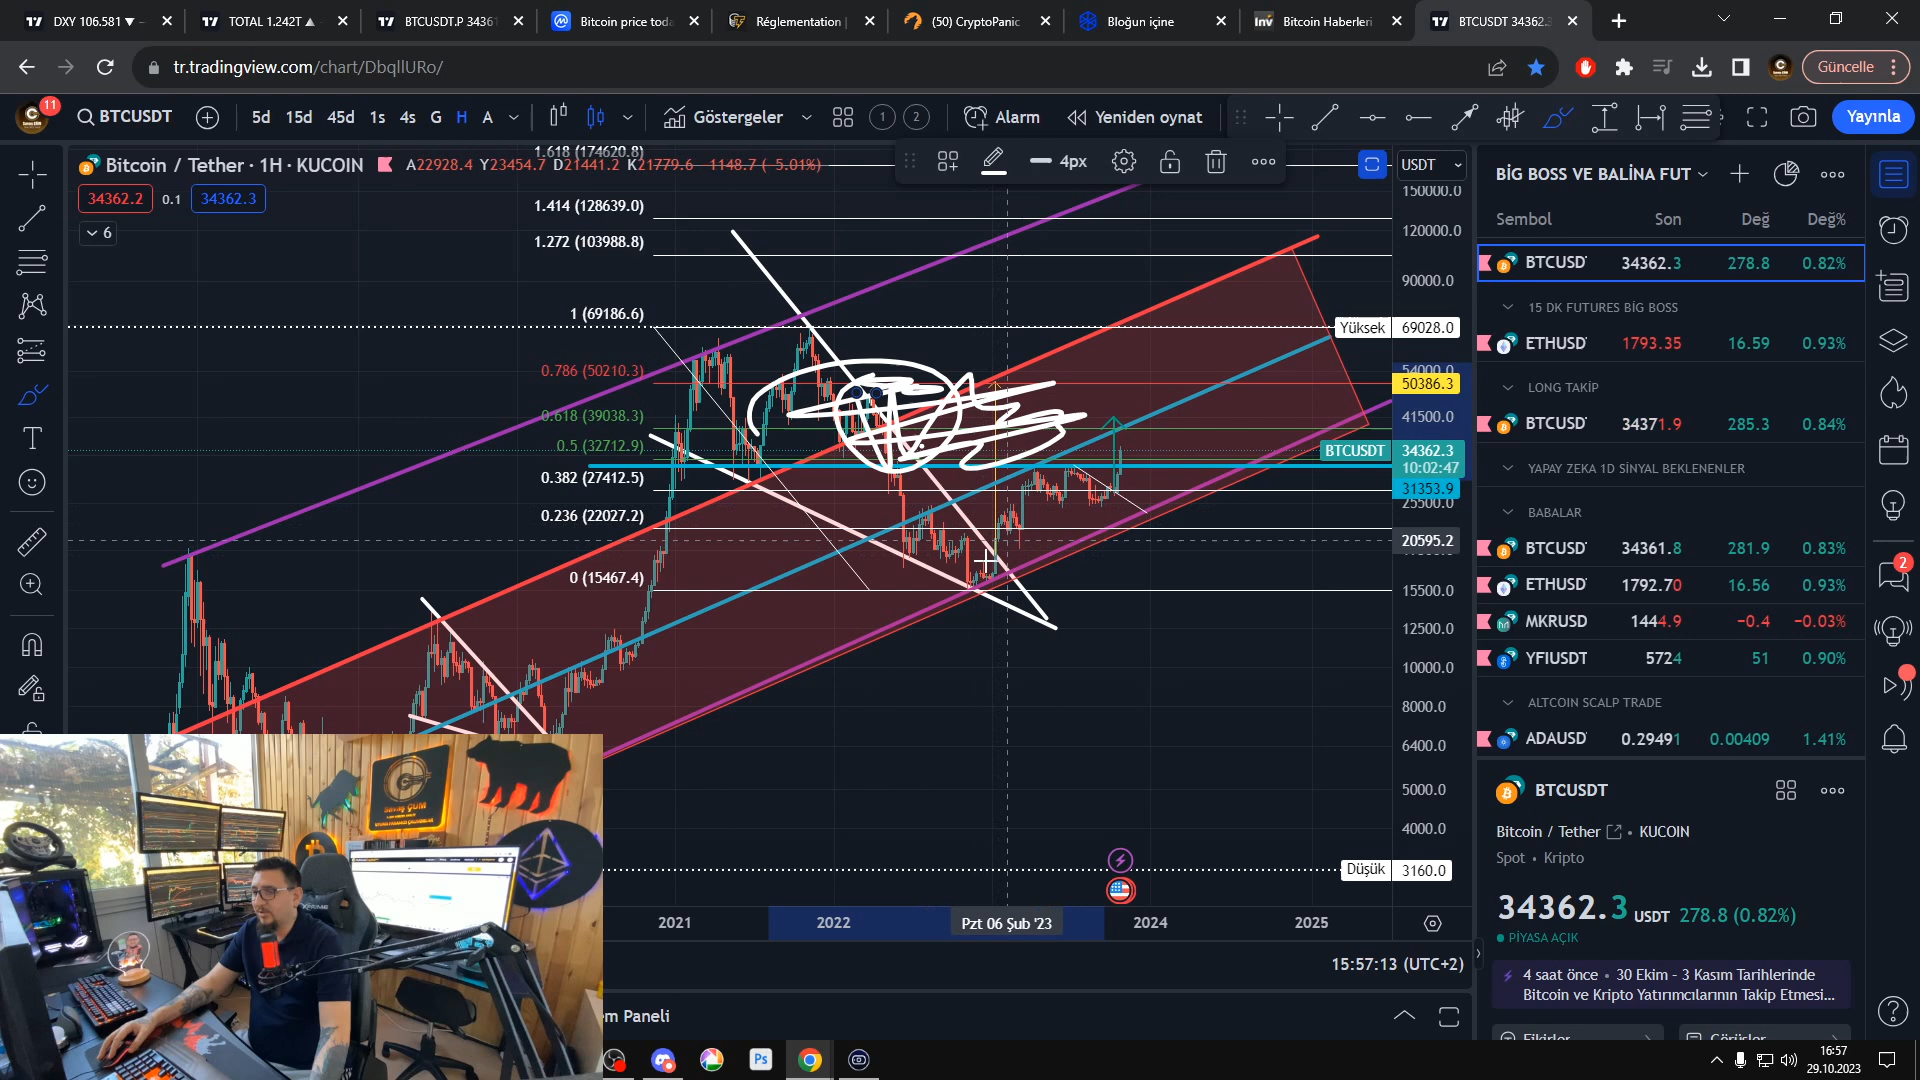 DXY 106.581 ▼
TOTAL 1.242T ▲
BTCUSDT.P 3436
Bitcoin price toda
Réglementation |
(50) CryptoPanic
Bloğun içine
Bitcoin Haberleri
BTCUSDT 34362.3
tr.tradingview.com/chart/DbqllURo/
Güncelle
11
BTCUSDT
5d 15d 45d 1s 4s G H A
Göstergeler
1 2
Alarm
Yeniden oynat
Yayınla
Bitcoin / Tether · 1H · KUCOIN
A22928.4 Y23454.7 D21441.2 K21779.6 −1148.7 (−5.01%)
4px
USDT
34362.2 0.1 34362.3
6
1.618 (174620.8)
1.414 (128639.0)
1.272 (103988.8)
1 (69186.6)
0.786 (50210.3)
0.618 (39038.3)
0.5 (32712.9)
0.382 (27412.5)
0.236 (22027.2)
0 (15467.4)
150000.0
120000.0
90000.0
Yüksek 69028.0
54000.0
50386.3
41500.0
BTCUSDT 34362.3
10:02:47
31353.9
25500.0
20595.2
15500.0
12500.0
10000.0
8000.0
6400.0
5000.0
4000.0
Düşük 3160.0
2021 2022 Pzt 06 Şub '23 2024 2025
15:57:13 (UTC+2)
em Paneli
BİG BOSS VE BALİNA FUT
Sembol Son Değ Değ%
BTCUSD 34362.3 278.8 0.82%
15 DK FUTURES BİG BOSS
ETHUSD 1793.35 16.59 0.93%
LONG TAKİP
BTCUSD 34371.9 285.3 0.84%
YAPAY ZEKA 1D SİNYAL BEKLENENLER
BABALAR
BTCUSD 34361.8 281.9 0.83%
ETHUSD 1792.70 16.56 0.93%
MKRUSD 1444.9 −0.4 −0.03%
YFIUSDT 5724 51 0.90%
ALTCOIN SCALP TRADE
ADAUSD 0.29491 0.00409 1.41%
2
BTCUSDT
Bitcoin / Tether • KUCOIN
Spot • Kripto
34362.3 USDT 278.8 (0.82%)
PİYASA AÇIK
4 saat önce • 30 Ekim - 3 Kasım Tarihlerinde
Bitcoin ve Kripto Yatırımcılarının Takip Etmesi...
Fikirler
Görüşler
Savaş ÇUM
Ps
16:57
29.10.2023